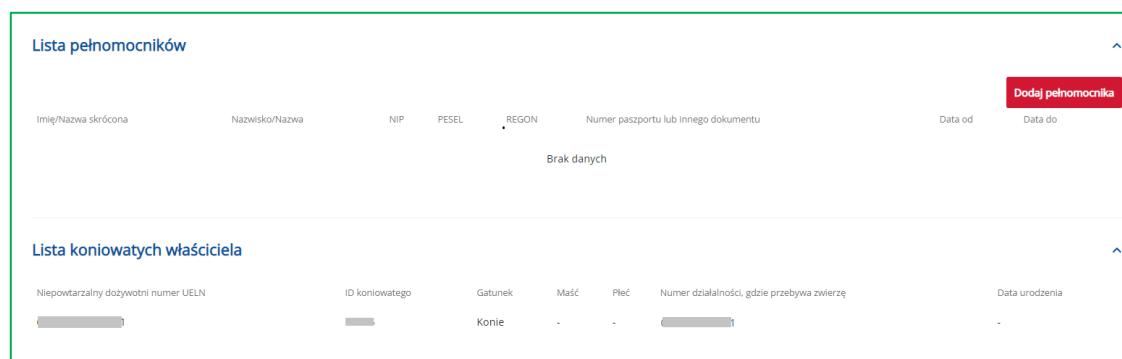 Lista pełnomocników
Dodaj pełnomocnika
Imię/Nazwa skrócona Nazwisko/Nazwa NIP PESEL REGON Numer paszportu lub innego dokumentu Data od Data do
Brak danych
Lista koniowatych właściciela
Niepowtarzalny dożywotni numer UELN ID koniowatego Gatunek Maść Płeć Numer działalności, gdzie przebywa zwierzę Data urodzenia
Konie - - -